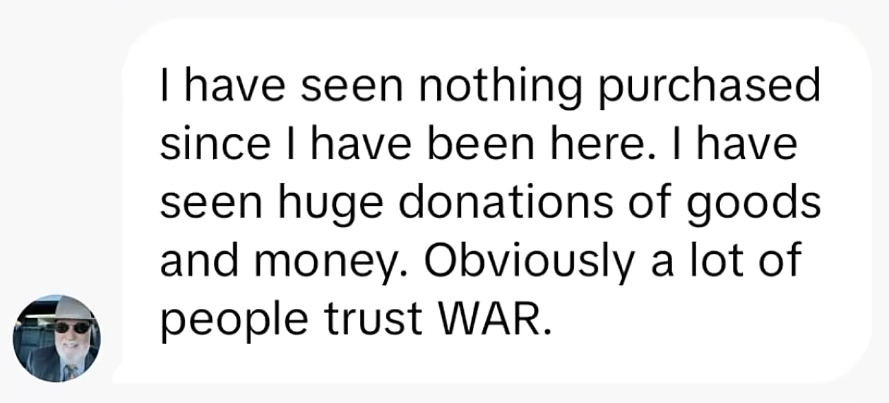 I have seen nothing purchased
since I have been here. I have
seen huge donations of goods
and money. Obviously a lot of
people trust WAR.